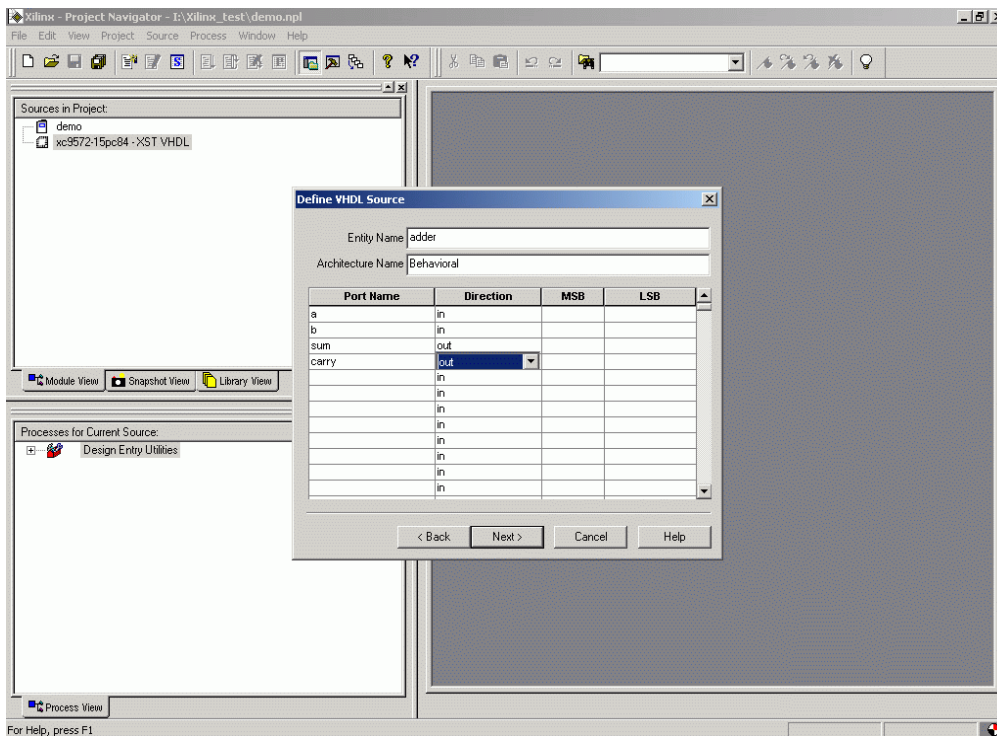 Xilinx - Project Navigator - I:\Xilinx_test\demo.npl
File Edit View Project Source Process Window Help
Sources in Project:
demo
xc9572-15pc84 - XST VHDL
Module View Snapshot View Library View
Processes for Current Source:
Design Entry Utilities
Process View
Define VHDL Source
Entity Name adder
Architecture Name Behavioral
Port Name Direction MSB LSB
a in
b in
sum out
carry out
in
in
in
in
in
in
in
in
< Back Next > Cancel Help
For Help, press F1